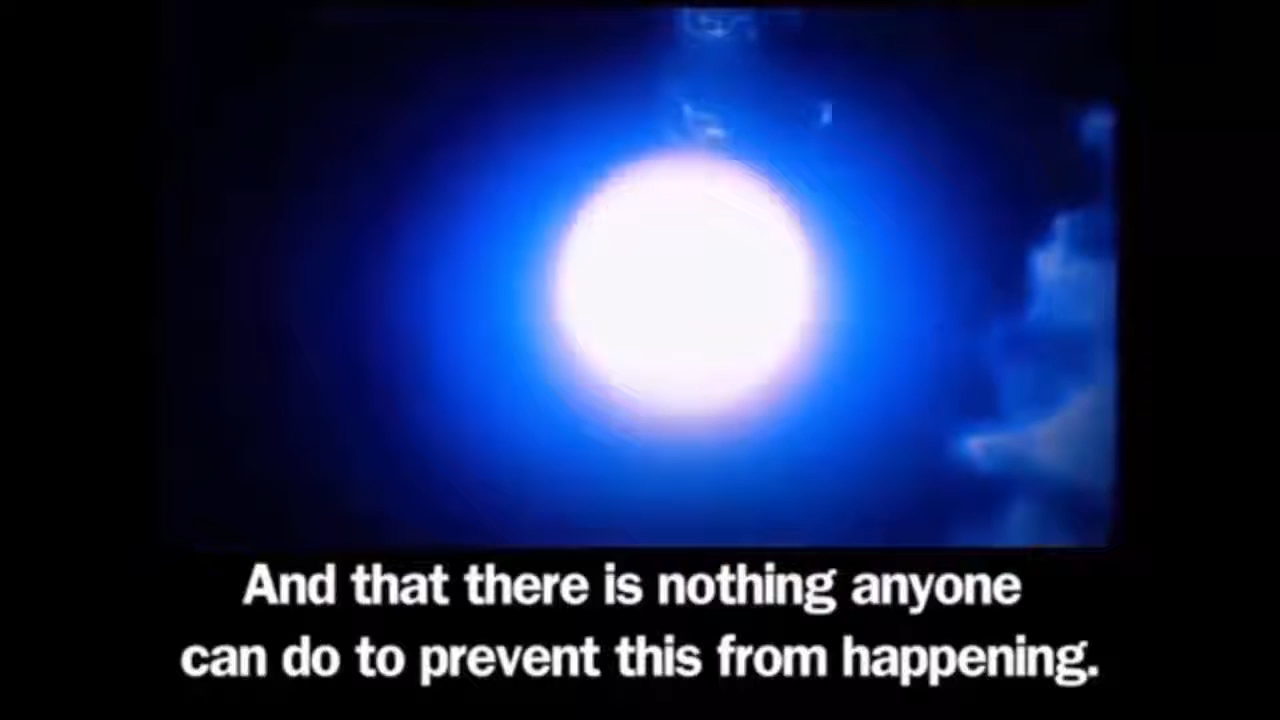 And that there is nothing anyone
can do to prevent this from happening.